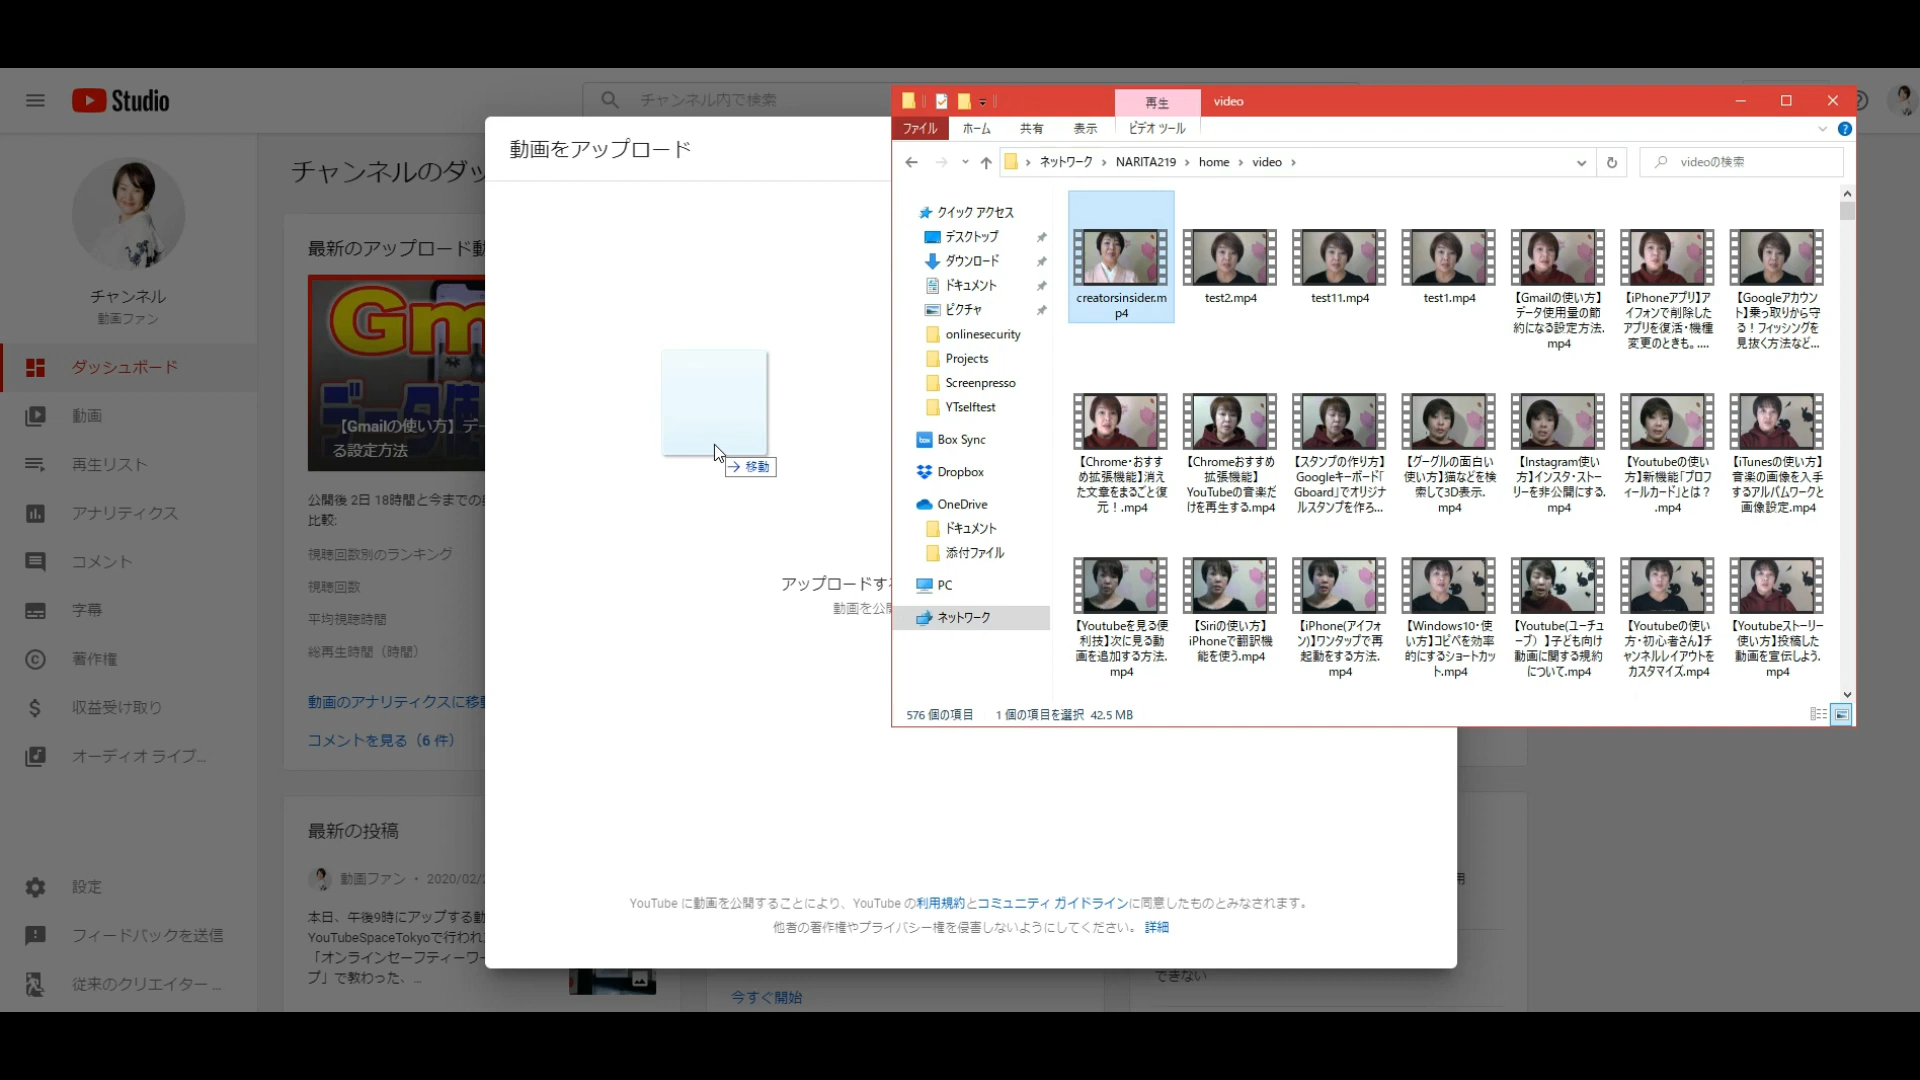 Studio
チャンネル内で検索
チャンネル
動画ファン
ダッシュボード
動画
再生リスト
アナリティクス
コメント
字幕
著作権
収益受け取り
オーディオ ライブ...
設定
フィードバックを送信
従来のクリエイター ...
チャンネルのダッ
最新のアップロード動
Gm
データ使
【Gmailの使い方】デー
る設定方法
公開後 2日 18時間と今までの
比較:
視聴回数別のランキング
視聴回数
平均視聴時間
総再生時間（時間）
動画のアナリティクスに移動
コメントを見る（6 件）
最新の投稿
動画ファン • 2020/02/2
本日、午後9時にアップする動
YouTubeSpaceTokyoで行われ
「オンラインセーフティーワー
プ」で教わった、...
今すぐ開始
できない
用
動画をアップロード
移動
アップロードす
動画を公開
YouTube に動画を公開することにより、YouTube の利用規約とコミュニティ ガイドラインに同意したものとみなされます。
他者の著作権やプライバシー権を侵害しないようにしてください。 詳細
再生
video
ファイル
ホーム
共有
表示
ビデオ ツール
ネットワーク › NARITA219 › home › video ›
videoの検索
クイック アクセス
デスクトップ
ダウンロード
ドキュメント
ピクチャ
onlinesecurity
Projects
Screenpresso
YTselftest
box
Box Sync
Dropbox
OneDrive
ドキュメント
添付ファイル
PC
ネットワーク
creatorsinsider.m
p4
test2.mp4
test11.mp4
test1.mp4
【Gmailの使い方】
データ使用量の節
約になる設定方法.
mp4
【iPhoneアプリ】ア
イフォンで削除した
アプリを復活・機種
変更のときも。....
【Googleアカウン
ト】乗っ取りから守
る！フィッシングを
見抜く方法など...
【Chrome・おすす
め拡張機能】消え
た文章をまるごと復
元！.mp4
【Chromeおすすめ
拡張機能】
YouTubeの音楽だ
けを再生する.mp4
【スタンプの作り方】
Googleキーボード「
Gboard」でオリジナ
ルスタンプを作ろ...
【グーグルの面白い
使い方】猫などを検
索して3D表示.
mp4
【Instagram使い
方】インスタ・ストー
リーを非公開にする.
mp4
【Youtubeの使い
方】新機能「プロフ
ィールカード」とは？
.mp4
【iTunesの使い方】
音楽の画像を入手
するアルバムワークと
画像設定.mp4
【Youtubeを見る便
利技】次に見る動
画を追加する方法.
mp4
【Siriの使い方】
iPhoneで翻訳機
能を使う.mp4
【iPhone(アイフォ
ン)】ワンタップで再
起動をする方法.
mp4
【Windows10・使
い方】コピペを効率
的にするショートカッ
ト.mp4
【Youtube(ユーチュ
ーブ) 】子ども向け
動画に関する規約
について.mp4
【Youtubeの使い
方・初心者さん】チ
ャンネルレイアウトを
カスタマイズ.mp4
【Youtubeストーリー
使い方】投稿した
動画を宣伝しよう.
mp4
576 個の項目
1 個の項目を選択 42.5 MB